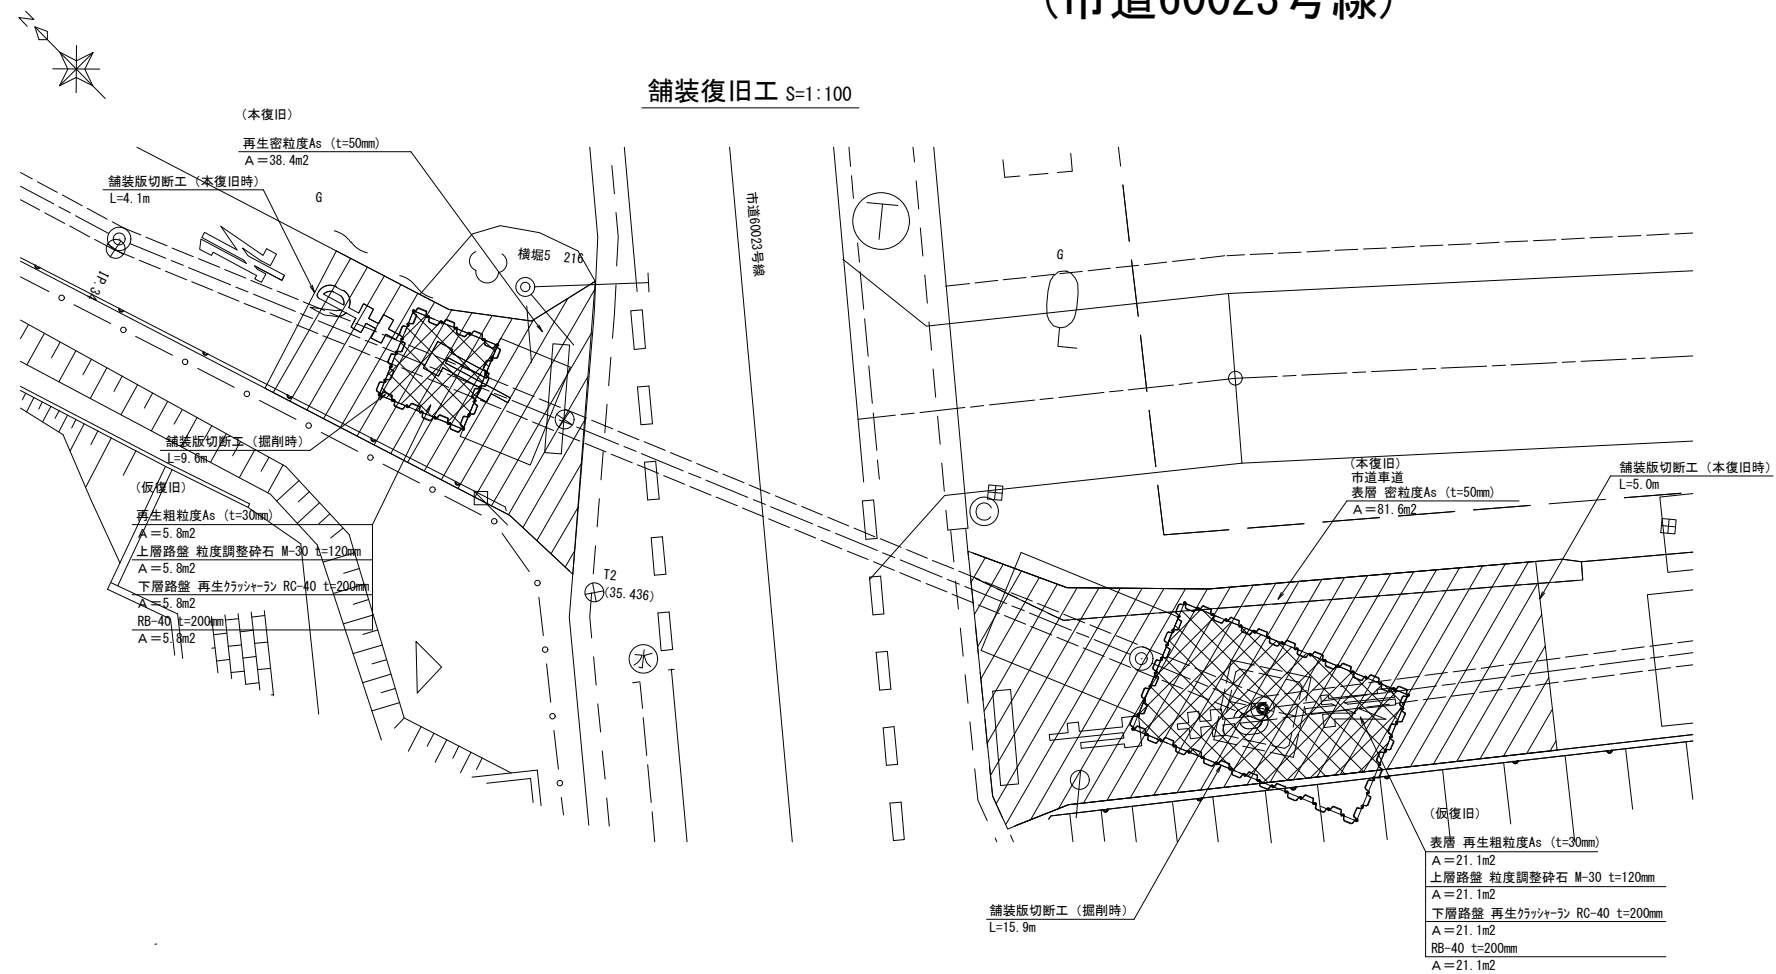 (市道60023号線)
N
舗装復旧工 S=1:100
(本復旧)
再生密粒度As (t=50mm)
A=38.4m2
舗装版切断工 (本復旧時)
L=4.1m
G
横堀5 216
市道60023号線
G
IP.34
舗装版切断工 (掘削時)
L=9.6m
(仮復旧)
再生粗粒度As (t=30mm)
A=5.8m2
上層路盤 粒度調整砕石 M-30 t=120mm
A=5.8m2
下層路盤 再生クラッシャーラン RC-40 t=200mm
A=5.8m2
RB-40 t=200mm
A=5.8m2
T2
(35.436)
水
(本復旧)
市道車道
表層 密粒度As (t=50mm)
A=81.6m2
舗装版切断工 (本復旧時)
L=5.0m
舗装版切断工 (掘削時)
L=15.9m
(仮復旧)
表層 再生粗粒度As (t=30mm)
A=21.1m2
上層路盤 粒度調整砕石 M-30 t=120mm
A=21.1m2
下層路盤 再生クラッシャーラン RC-40 t=200mm
A=21.1m2
RB-40 t=200mm
A=21.1m2